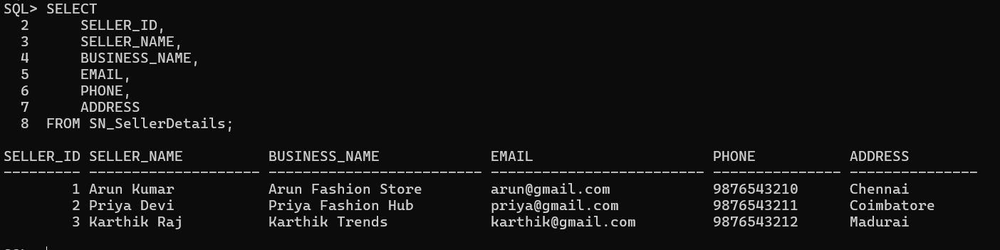 SQL> SELECT
  2      SELLER_ID,
  3      SELLER_NAME,
  4      BUSINESS_NAME,
  5      EMAIL,
  6      PHONE,
  7      ADDRESS
  8  FROM SN_SellerDetails;
SELLER_ID SELLER_NAME          BUSINESS_NAME             EMAIL                     PHONE           ADDRESS
--------- -------------------- ------------------------- ------------------------- --------------- ---------------
        1 Arun Kumar           Arun Fashion Store        arun@gmail.com            9876543210      Chennai
        2 Priya Devi           Priya Fashion Hub         priya@gmail.com           9876543211      Coimbatore
        3 Karthik Raj          Karthik Trends            karthik@gmail.com         9876543212      Madurai